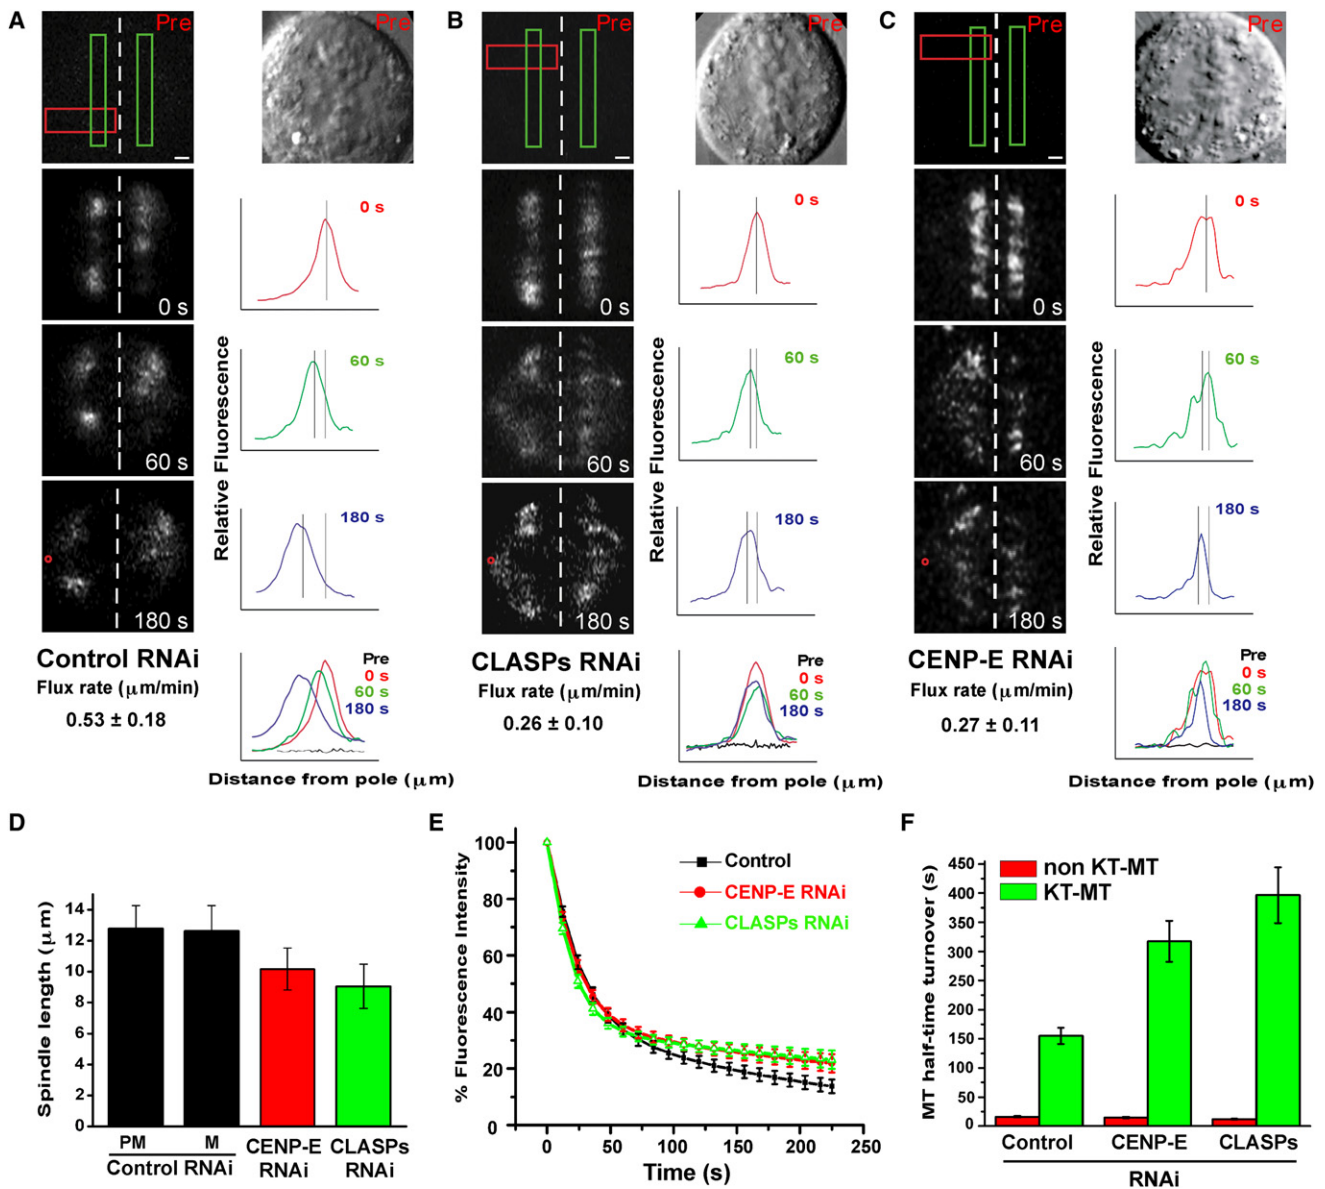 A
Pre
0 s
60 s
180 s
Control RNAi
Flux rate (μm/min)
0.53 ± 0.18
0 s
60 s
180 s
Relative Fluorescence
Pre
0 s
60 s
180 s
Distance from pole (μm)
B
Pre
0 s
60 s
180 s
CLASPs RNAi
Flux rate (μm/min)
0.26 ± 0.10
0 s
60 s
180 s
Relative Fluorescence
Pre
0 s
60 s
180 s
Distance from pole (μm)
C
Pre
0 s
60 s
180 s
CENP-E RNAi
Flux rate (μm/min)
0.27 ± 0.11
0 s
60 s
180 s
Relative Fluorescence
Pre
0 s
60 s
180 s
Distance from pole (μm)
D
Spindle length (μm)
14
12
10
8
6
4
2
0
PM
M
Control RNAi
CENP-E
RNAi
CLASPs
RNAi
E
% Fluorescence Intensity
100
80
60
40
20
0
Control
CENP-E RNAi
CLASPs RNAi
0 50 100 150 200 250
Time (s)
F
MT half-time turnover (s)
450
400
350
300
250
200
150
100
50
0
non KT-MT
KT-MT
Control CENP-E CLASPs
RNAi